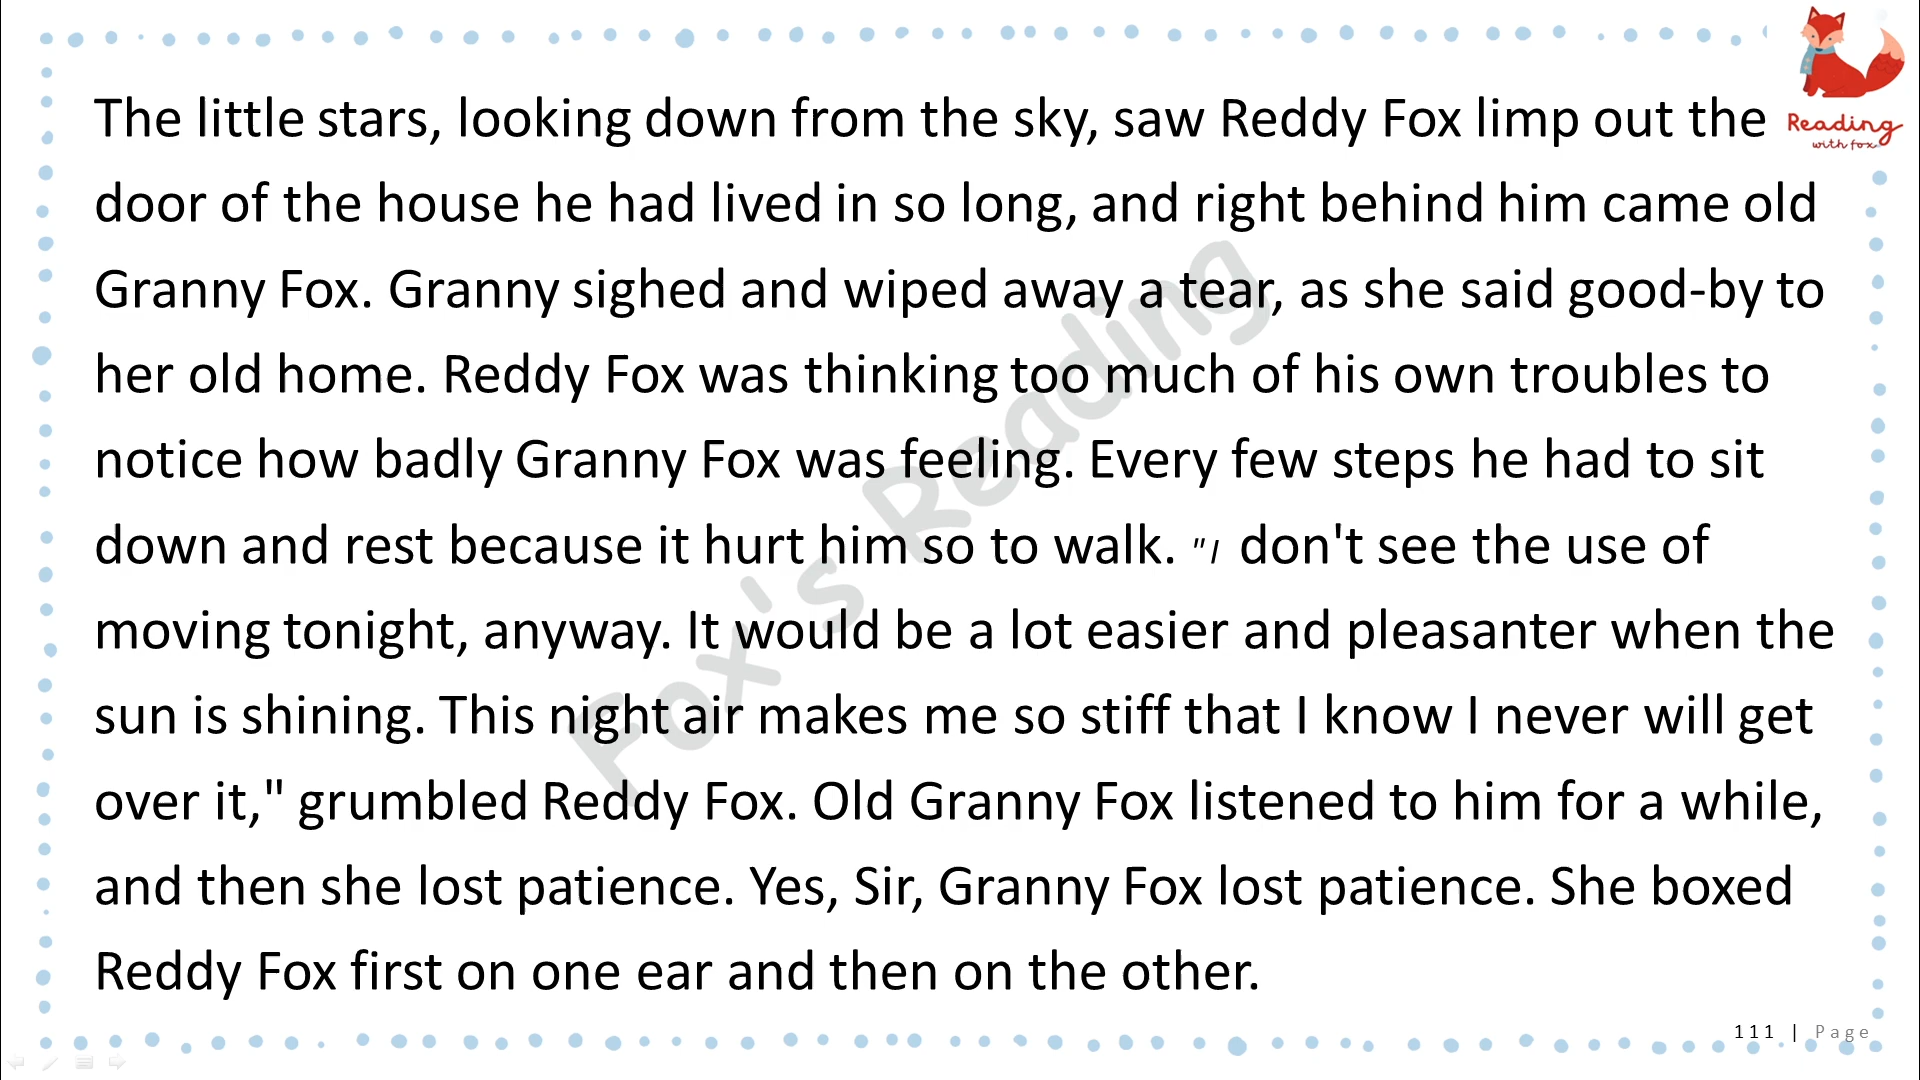 The little stars, looking down from the sky, saw Reddy Fox limp out the
door of the house he had lived in so long, and right behind him came old
Granny Fox. Granny sighed and wiped away a tear, as she said good-by to
her old home. Reddy Fox was thinking too much of his own troubles to
notice how badly Granny Fox was feeling. Every few steps he had to sit
down and rest because it hurt him so to walk. "I don't see the use of
moving tonight, anyway. It would be a lot easier and pleasanter when the
sun is shining. This night air makes me so stiff that I know I never will get
over it," grumbled Reddy Fox. Old Granny Fox listened to him for a while,
and then she lost patience. Yes, Sir, Granny Fox lost patience. She boxed
Reddy Fox first on one ear and then on the other.
Reading
with fox
Fox's Reading
111 | Page